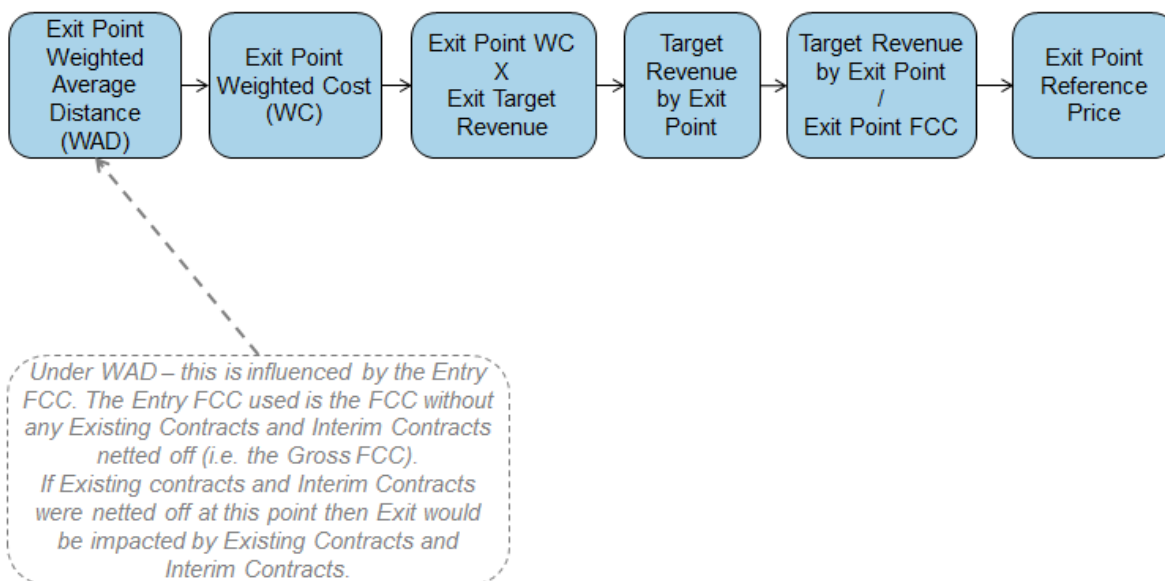 Exit Point
Weighted
Average
Distance
(WAD)
Exit Point
Weighted Cost
(WC)
Exit Point WC
X
Exit Target
Revenue
Target
Revenue
by Exit
Point
Target Revenue
by Exit Point
/
Exit Point FCC
Exit Point
Reference
Price
Under WAD – this is influenced by the Entry
FCC. The Entry FCC used is the FCC without
any Existing Contracts and Interim Contracts
netted off (i.e. the Gross FCC).
If Existing contracts and Interim Contracts
were netted off at this point then Exit would
be impacted by Existing Contracts and
Interim Contracts.